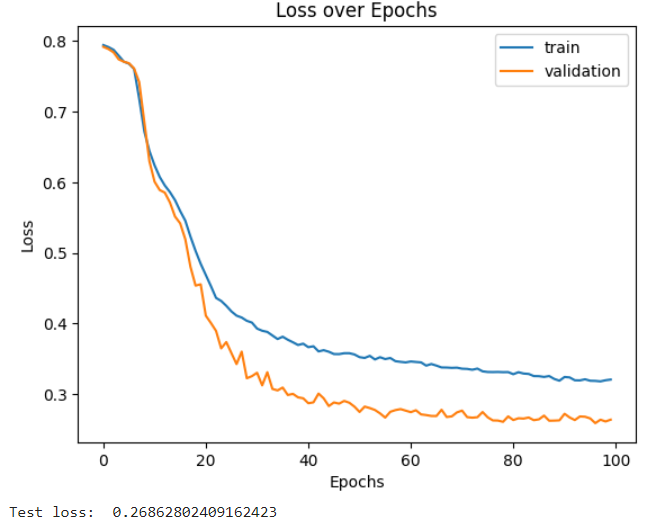 Loss over Epochs
train
validation
0.8
0.7
0.6
0.5
0.4
0.3
Loss
0 20 40 60 80 100
Epochs
Test loss: 0.26862802409162423